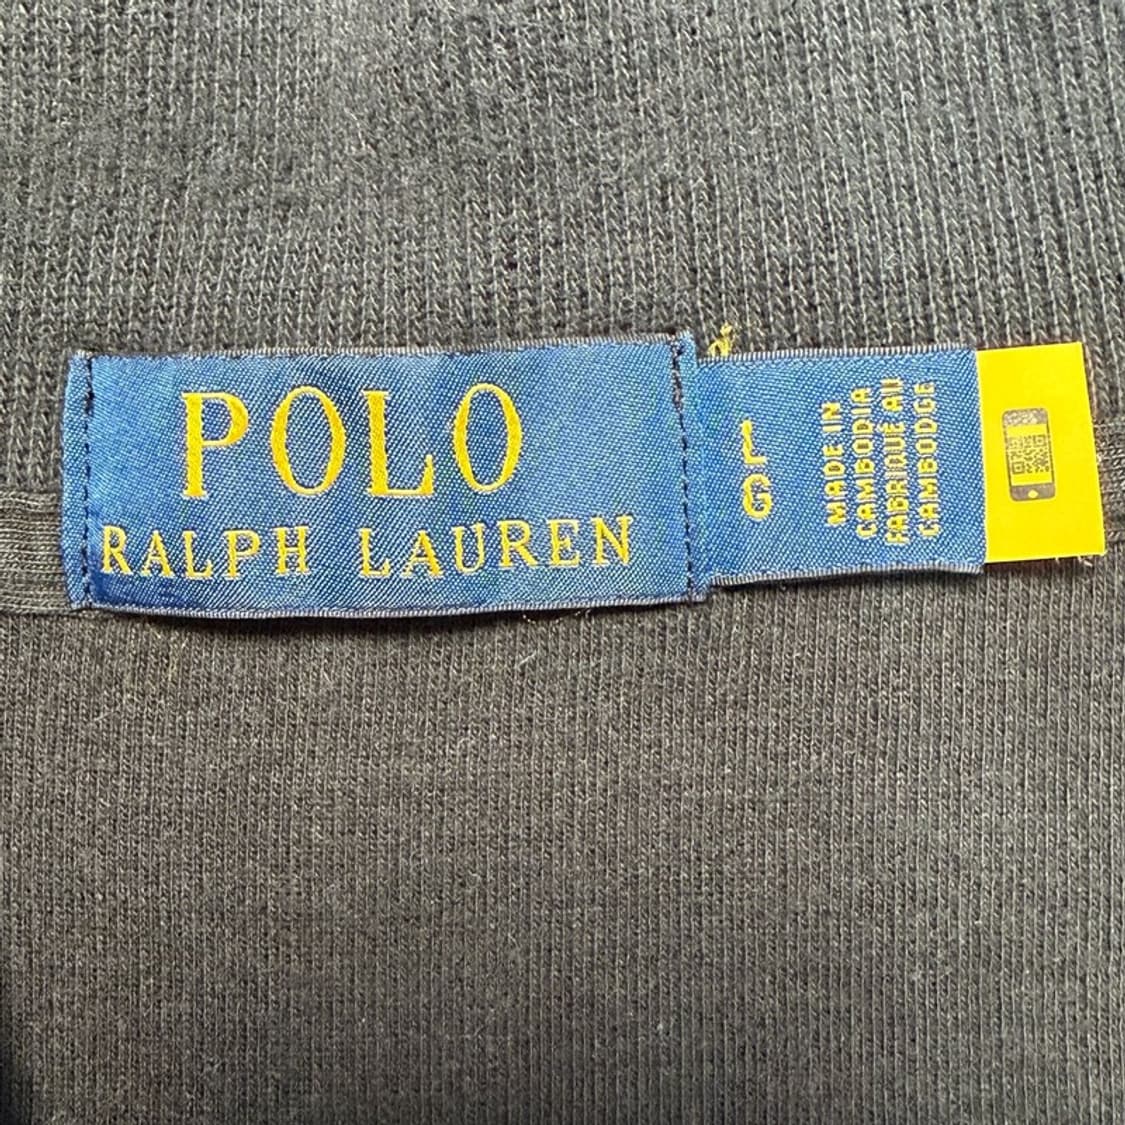 POLO
RALPH LAUREN
L
G
MADE IN
CAMBODIA
FABRIQUÉ AU
CAMBODGE